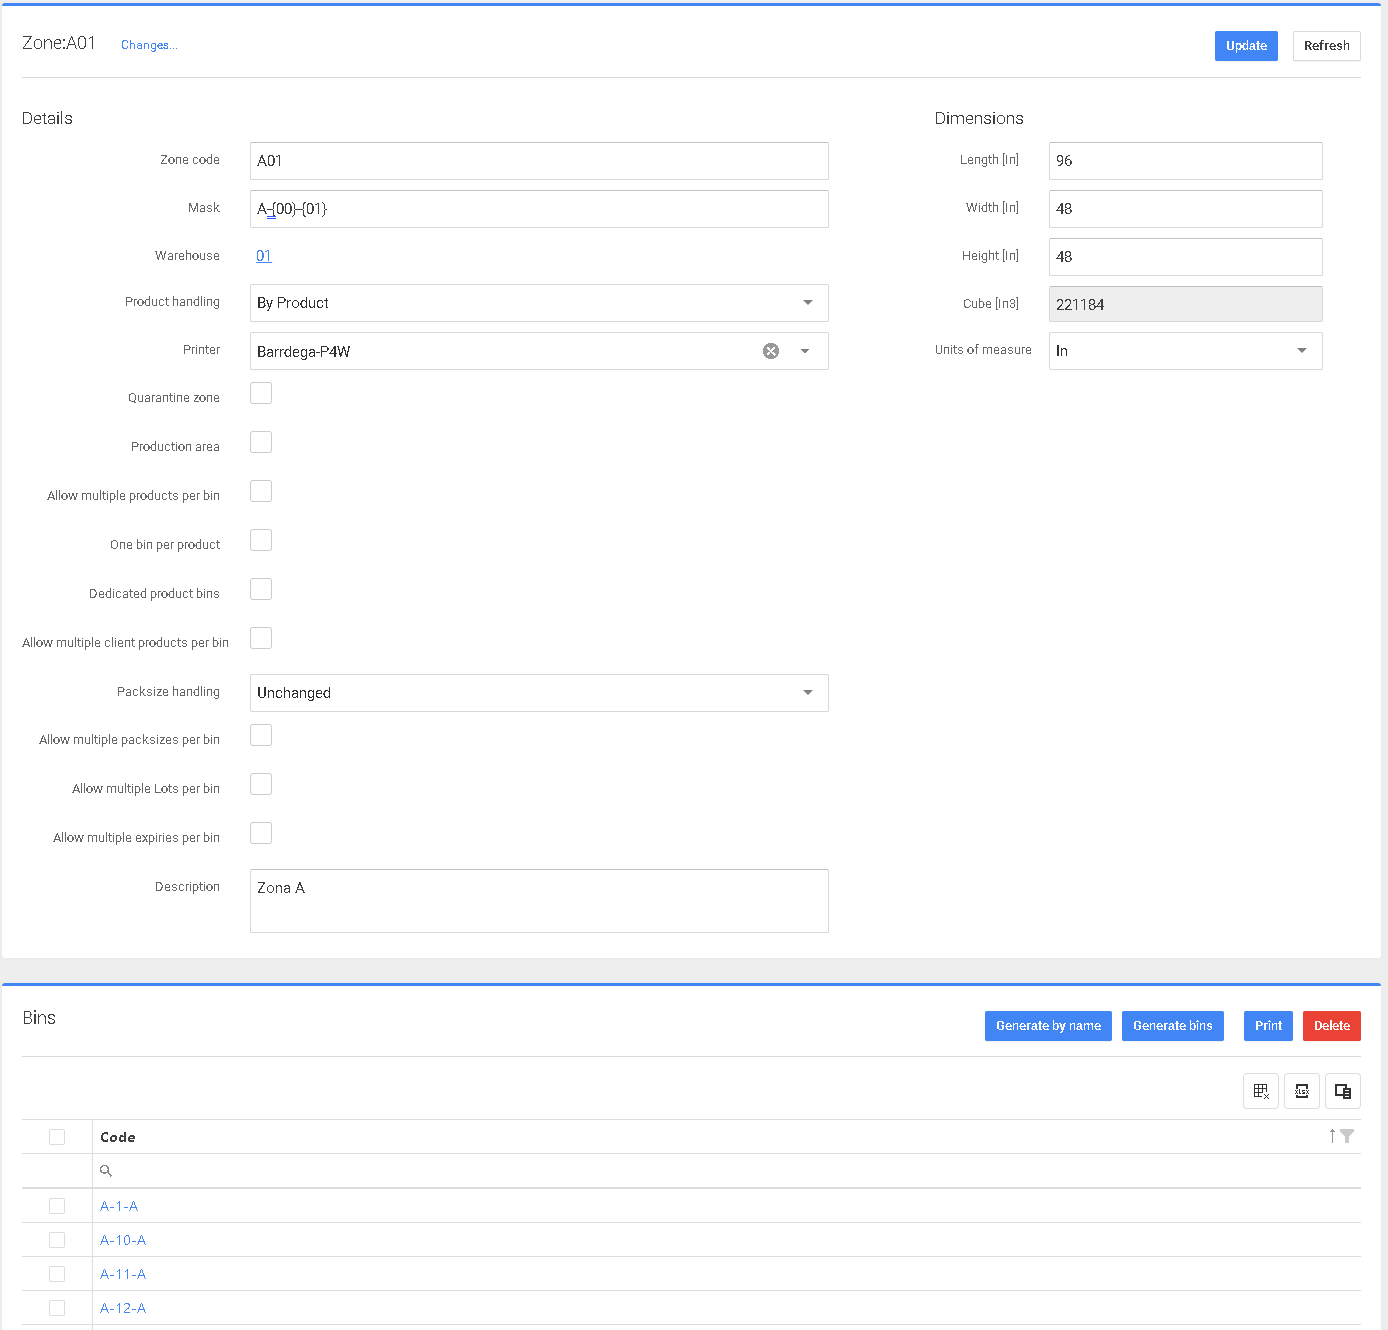 Zone:A01 Changes... Update Refresh
Details
Zone code A01
Mask A-{00}-{01}
Warehouse 01
Product handling By Product
Printer Barrdega-P4W
Quarantine zone
Production area
Allow multiple products per bin
One bin per product
Dedicated product bins
Allow multiple client products per bin
Packsize handling Unchanged
Allow multiple packsizes per bin
Allow multiple Lots per bin
Allow multiple expiries per bin
Description Zona A
Dimensions
Length [In] 96
Width [In] 48
Height [In] 48
Cube [In3] 221184
Units of measure In
Bins Generate by name Generate bins Print Delete
xlsx
Code
A-1-A
A-10-A
A-11-A
A-12-A